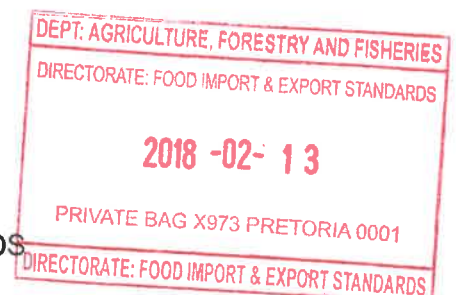 DEPT: AGRICULTURE, FORESTRY AND FISHERIES
DIRECTORATE: FOOD IMPORT & EXPORT STANDARDS
2018 -02- 13
PRIVATE BAG X973 PRETORIA 0001
DIRECTORATE: FOOD IMPORT & EXPORT STANDARDS